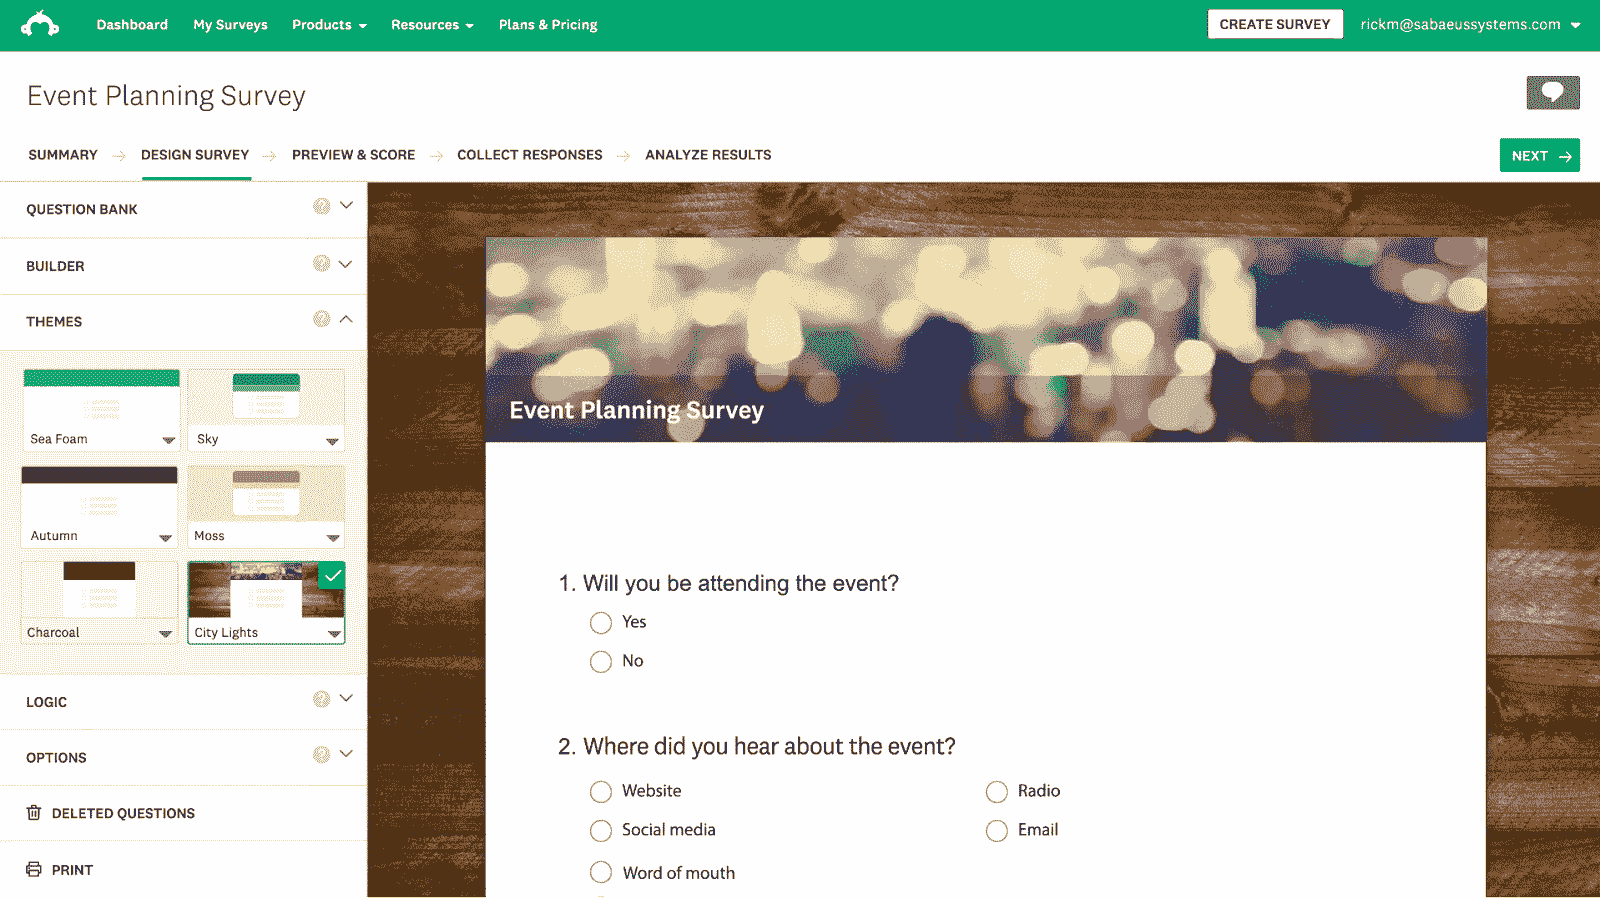 Dashboard My Surveys Products Resources Plans & Pricing CREATE SURVEY rickm@sabaeussystems.com
Event Planning Survey
SUMMARY DESIGN SURVEY PREVIEW & SCORE COLLECT RESPONSES ANALYZE RESULTS NEXT
QUESTION BANK ?
BUILDER ?
THEMES ?
Sea Foam Sky
Autumn Moss
Charcoal City Lights
LOGIC ?
OPTIONS ?
DELETED QUESTIONS
PRINT
Event Planning Survey
1. Will you be attending the event?
Yes
No
2. Where did you hear about the event?
Website Radio
Social media Email
Word of mouth